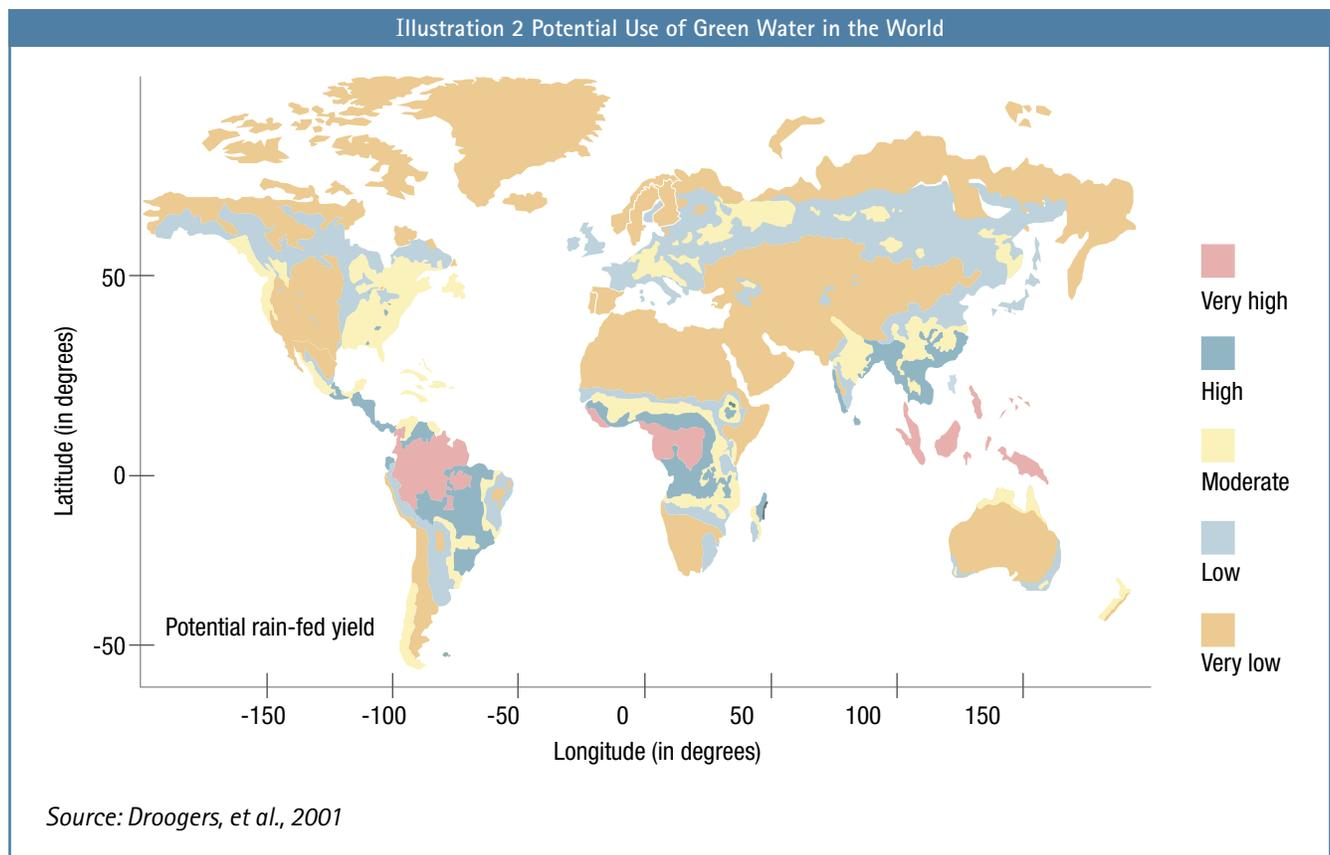 Illustration 2 Potential Use of Green Water in the World
50
0
-50
Latitude (in degrees)
Potential rain-fed yield
-150
-100
-50
0
50
100
150
Longitude (in degrees)
Very high
High
Moderate
Low
Very low
Source: Droogers, et al., 2001